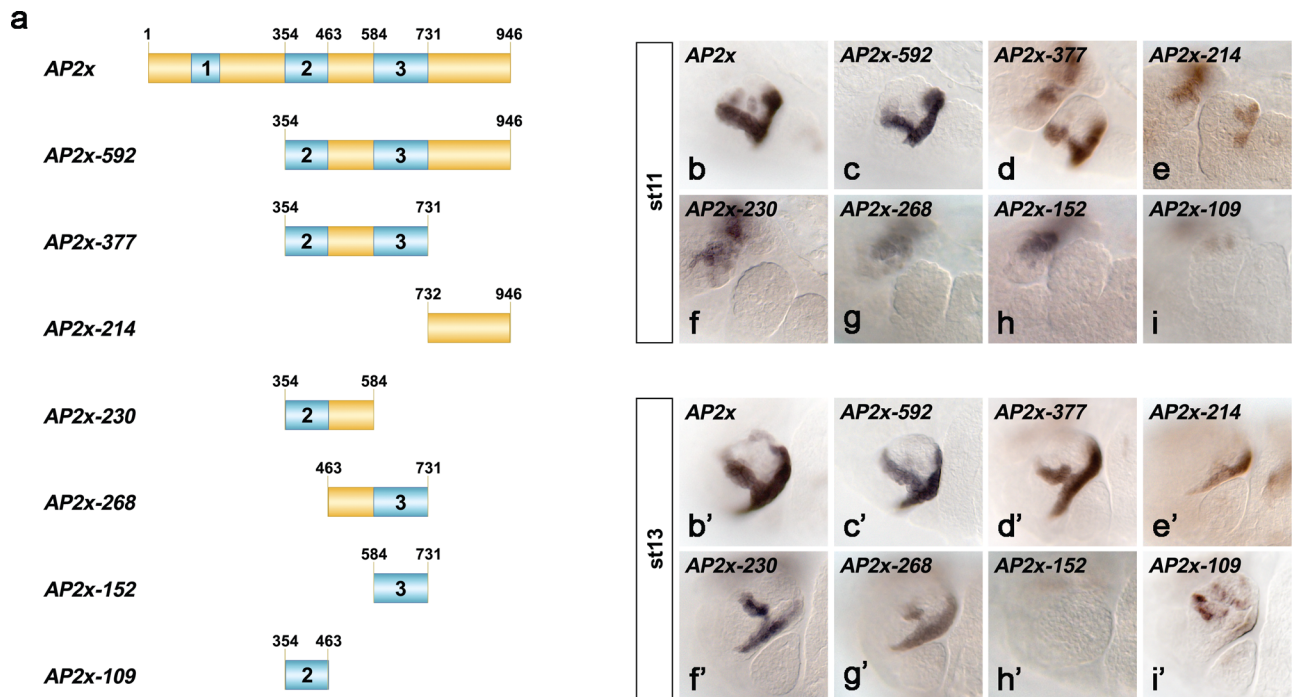 a
1 354 463 584 731 946
AP2x 1 2 3
354 946
AP2x-592 2 3
354 731
AP2x-377 2 3
732 946
AP2x-214
354 584
AP2x-230 2
463 731
AP2x-268 3
584 731
AP2x-152 3
354 463
AP2x-109 2
st11
AP2x AP2x-592 AP2x-377 AP2x-214
b c d e
AP2x-230 AP2x-268 AP2x-152 AP2x-109
f g h i
st13
AP2x AP2x-592 AP2x-377 AP2x-214
b’ c’ d’ e’
AP2x-230 AP2x-268 AP2x-152 AP2x-109
f’ g’ h’ i’